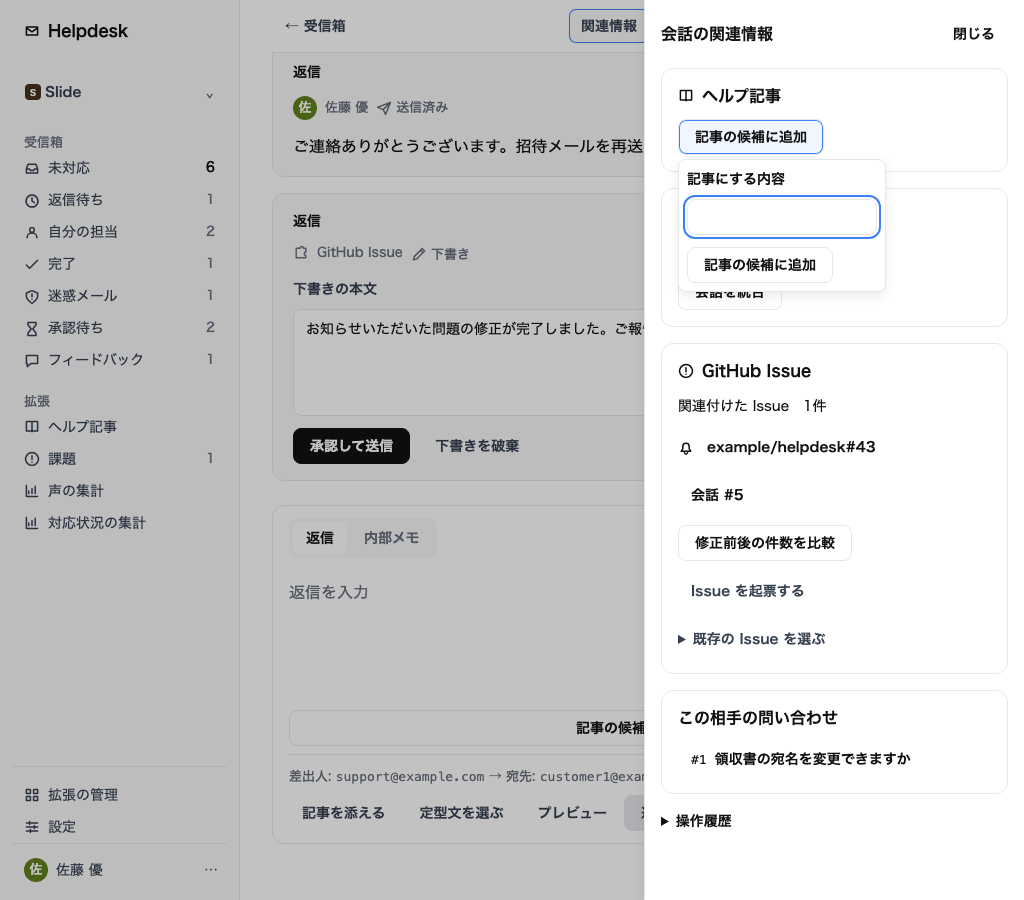 Helpdesk
S Slide
受信箱
未対応 6
返信待ち 1
自分の担当 2
完了 1
迷惑メール 1
承認待ち 2
フィードバック 1
拡張
ヘルプ記事
課題 1
声の集計
対応状況の集計
拡張の管理
設定
佐 佐藤 優 …
← 受信箱
関連情報
返信
佐 佐藤 優 送信済み
ご連絡ありがとうございます。招待メールを再送
返信
GitHub Issue 下書き
下書きの本文
お知らせいただいた問題の修正が完了しました。ご報
承認して送信 下書きを破棄
返信 内部メモ
返信を入力
記事の候補
差出人: support@example.com → 宛先: customer1@exam
記事を添える 定型文を選ぶ プレビュー
会話の関連情報 閉じる
ヘルプ記事
記事の候補に追加
記事にする内容
記事の候補に追加
会話を統合
GitHub Issue
関連付けた Issue 1件
example/helpdesk#43
会話 #5
修正前後の件数を比較
Issue を起票する
▶ 既存の Issue を選ぶ
この相手の問い合わせ
#1 領収書の宛名を変更できますか
▶ 操作履歴